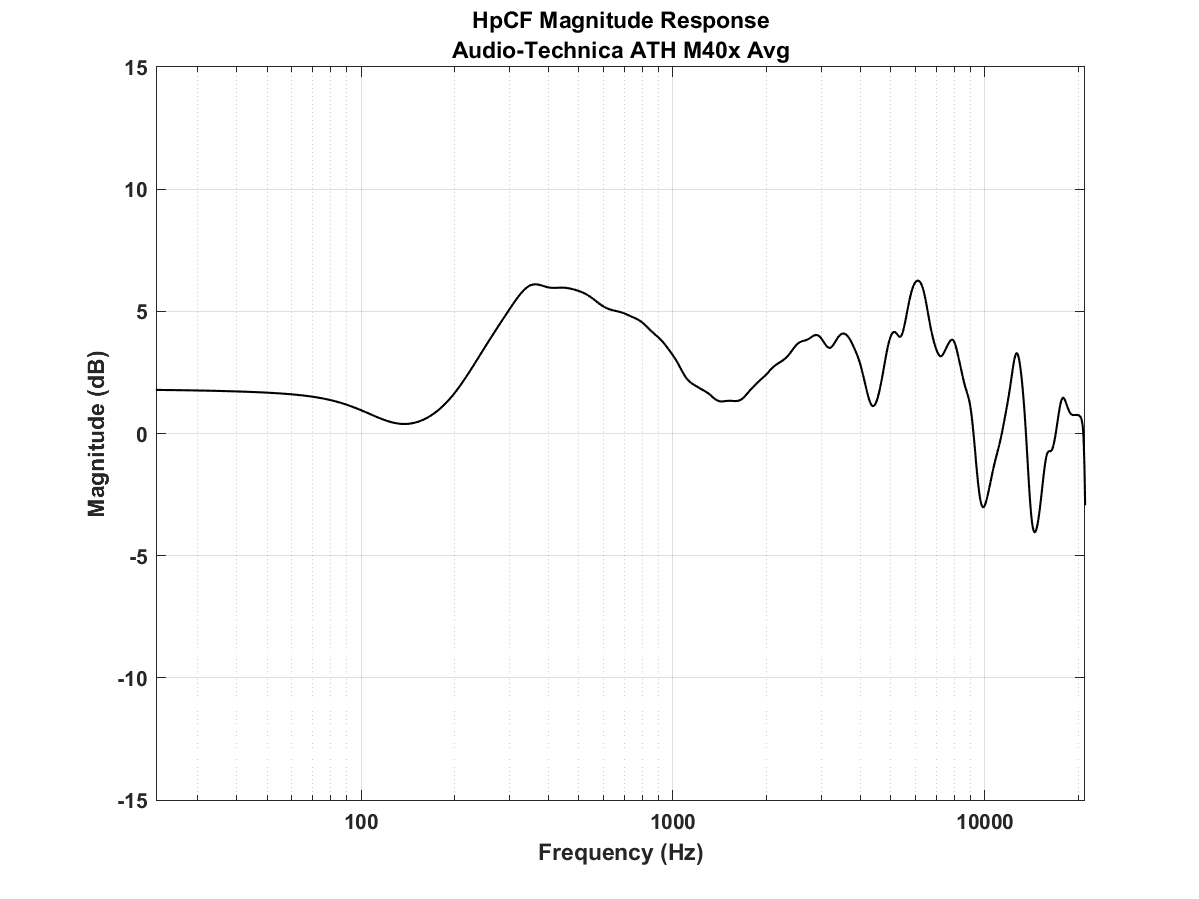 HpCF Magnitude Response
Audio-Technica ATH M40x Avg
15
10
5
0
-5
-10
-15
Magnitude (dB)
100
1000
10000
Frequency (Hz)